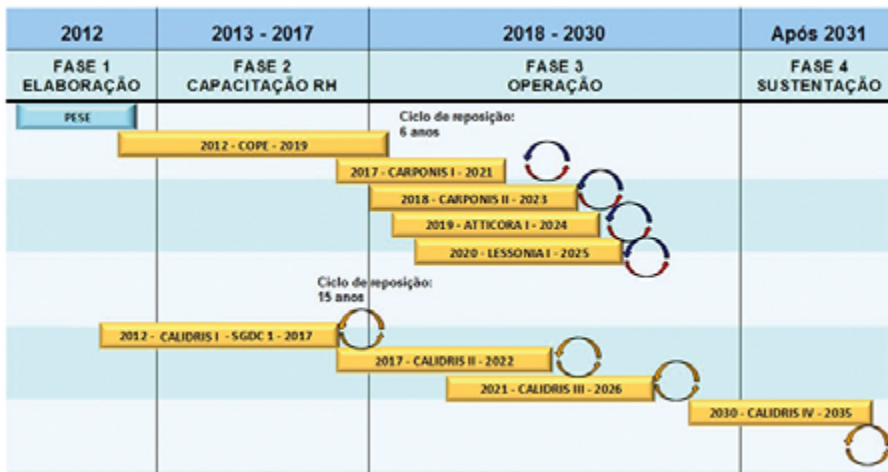 2012
2013 - 2017
2018 - 2030
Após 2031
FASE 1
ELABORAÇÃO
FASE 2
CAPACITAÇÃO RH
FASE 3
OPERAÇÃO
FASE 4
SUSTENTAÇÃO
PESE
Ciclo de reposição:
6 anos
2012 - COPE - 2019
2017 - CARPONIS I - 2021
2018 - CARPONIS II - 2023
2019 - ATTICORA I - 2024
2020 - LESSONIA I - 2025
Ciclo de reposição:
15 anos
2012 - CALIDRIS I - SGDC 1 - 2017
2017 - CALIDRIS II - 2022
2021 - CALIDRIS III - 2026
2030 - CALIDRIS IV - 2035